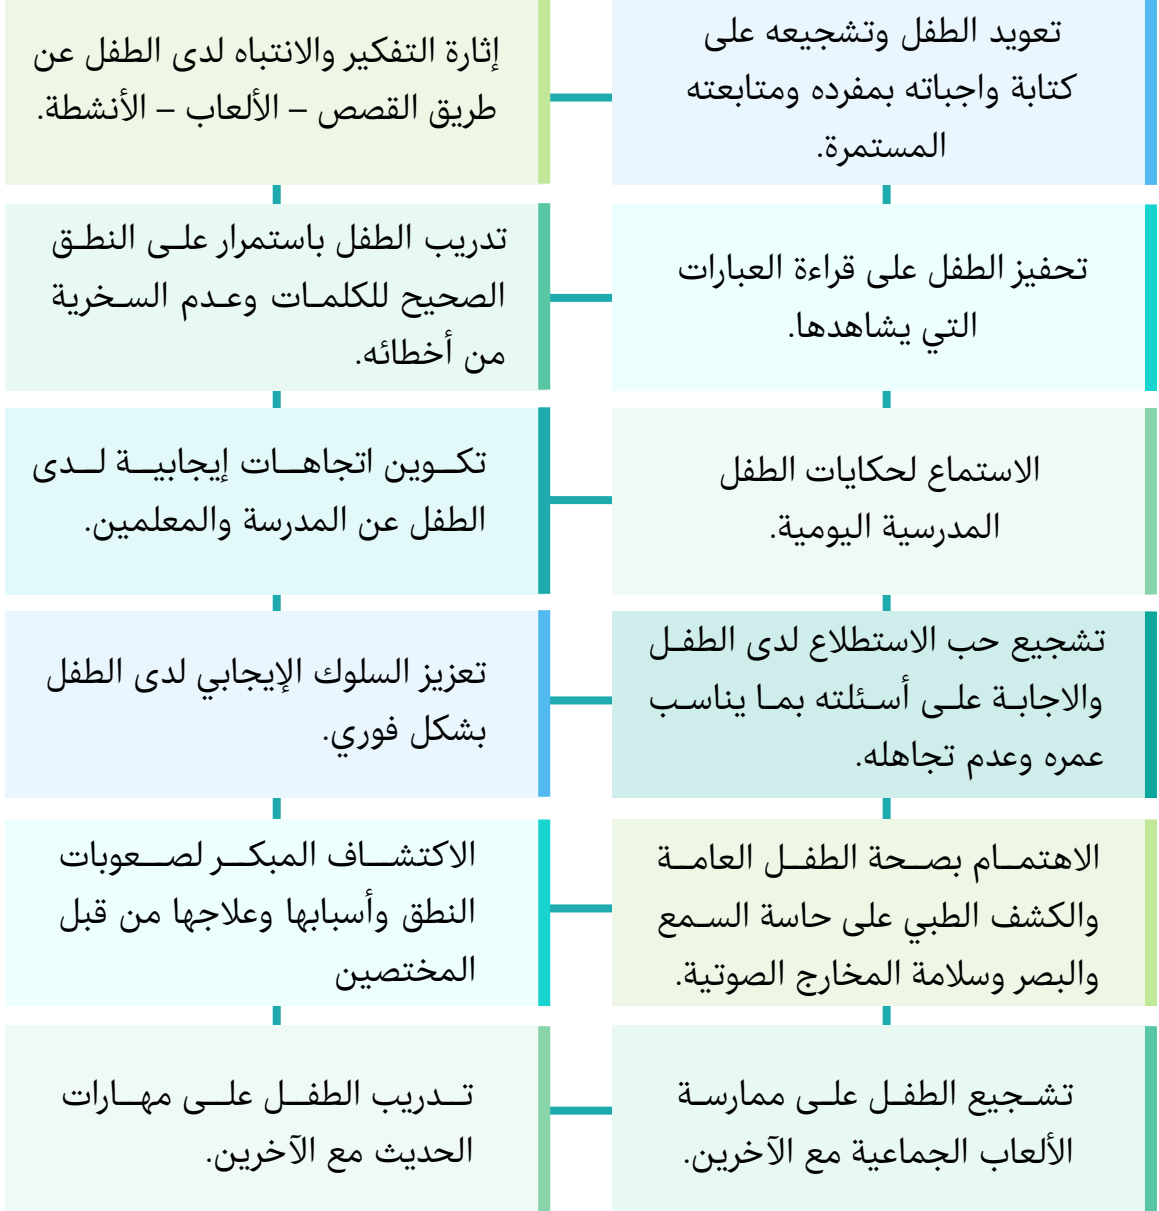 تعويد الطفل وتشجيعه على
كتابة واجباته بمفرده ومتابعته
المستمرة.
إثارة التفكير والانتباه لدى الطفل عن
طريق القصص – الألعاب – الأنشطة.
تحفيز الطفل على قراءة العبارات
التي يشاهدها.
تدريب الطفل باستمرار على النطق
الصحيح للكلمات وعدم السخرية
من أخطائه.
الاستماع لحكايات الطفل
المدرسية اليومية.
تكوين اتجاهات إيجابية لدى
الطفل عن المدرسة والمعلمين.
تشجيع حب الاستطلاع لدى الطفل
والاجابة على أسئلته بما يناسب
عمره وعدم تجاهله.
تعزيز السلوك الإيجابي لدى الطفل
بشكل فوري.
الاهتمام بصحة الطفل العامة
والكشف الطبي على حاسة السمع
والبصر وسلامة المخارج الصوتية.
الاكتشاف المبكر لصعوبات
النطق وأسبابها وعلاجها من قبل
المختصين
تشجيع الطفل على ممارسة
الألعاب الجماعية مع الآخرين.
تدريب الطفل على مهارات
الحديث مع الآخرين.